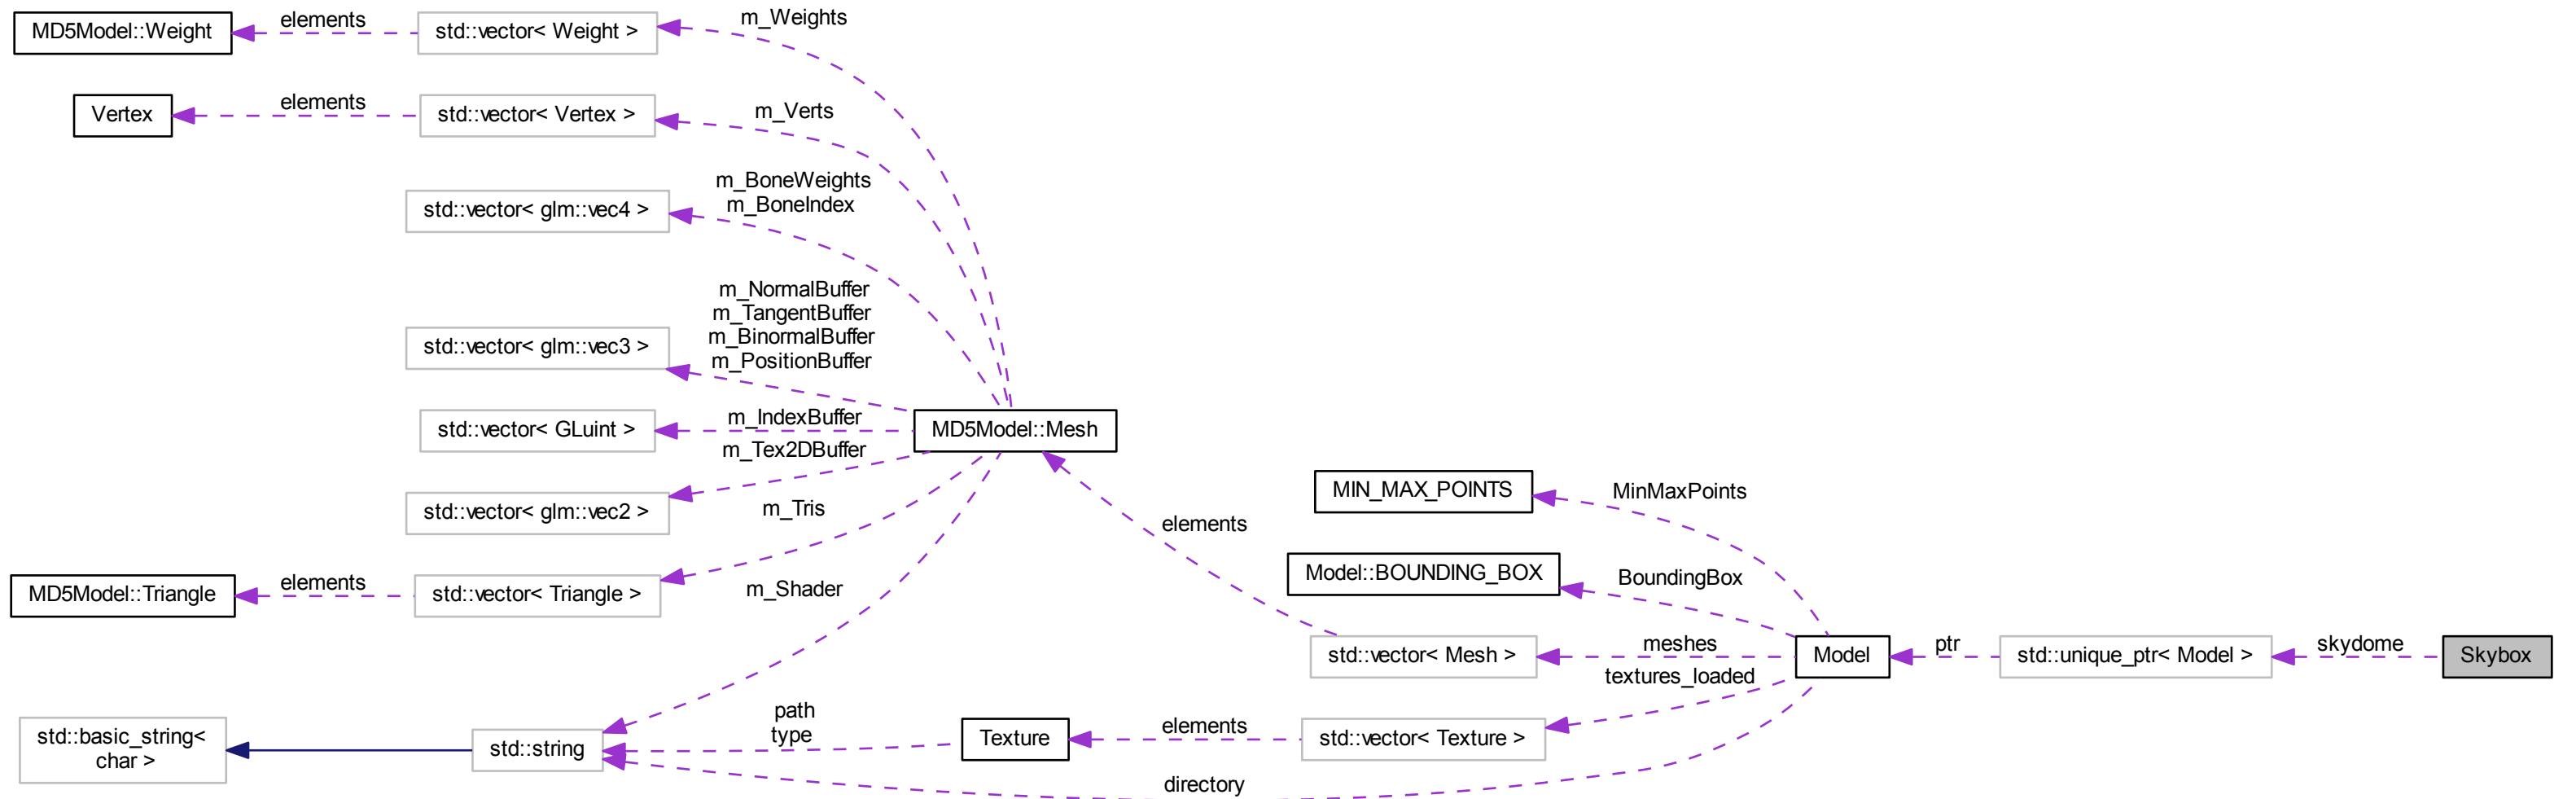 MD5Model::Weight
elements
std::vector< Weight >
m_Weights
Vertex
elements
std::vector< Vertex >
m_Verts
std::vector< glm::vec4 >
m_BoneWeights
m_BoneIndex
std::vector< glm::vec3 >
m_NormalBuffer
m_TangentBuffer
m_BinormalBuffer
m_PositionBuffer
std::vector< GLuint >
m_IndexBuffer
MD5Model::Mesh
m_Tex2DBuffer
std::vector< glm::vec2 >
m_Tris
MD5Model::Triangle
elements
std::vector< Triangle >
m_Shader
elements
MIN_MAX_POINTS
MinMaxPoints
Model::BOUNDING_BOX
BoundingBox
std::vector< Mesh >
meshes
Model
ptr
std::unique_ptr< Model >
skydome
Skybox
textures_loaded
std::basic_string<
char >
std::string
path
type
Texture
elements
std::vector< Texture >
directory